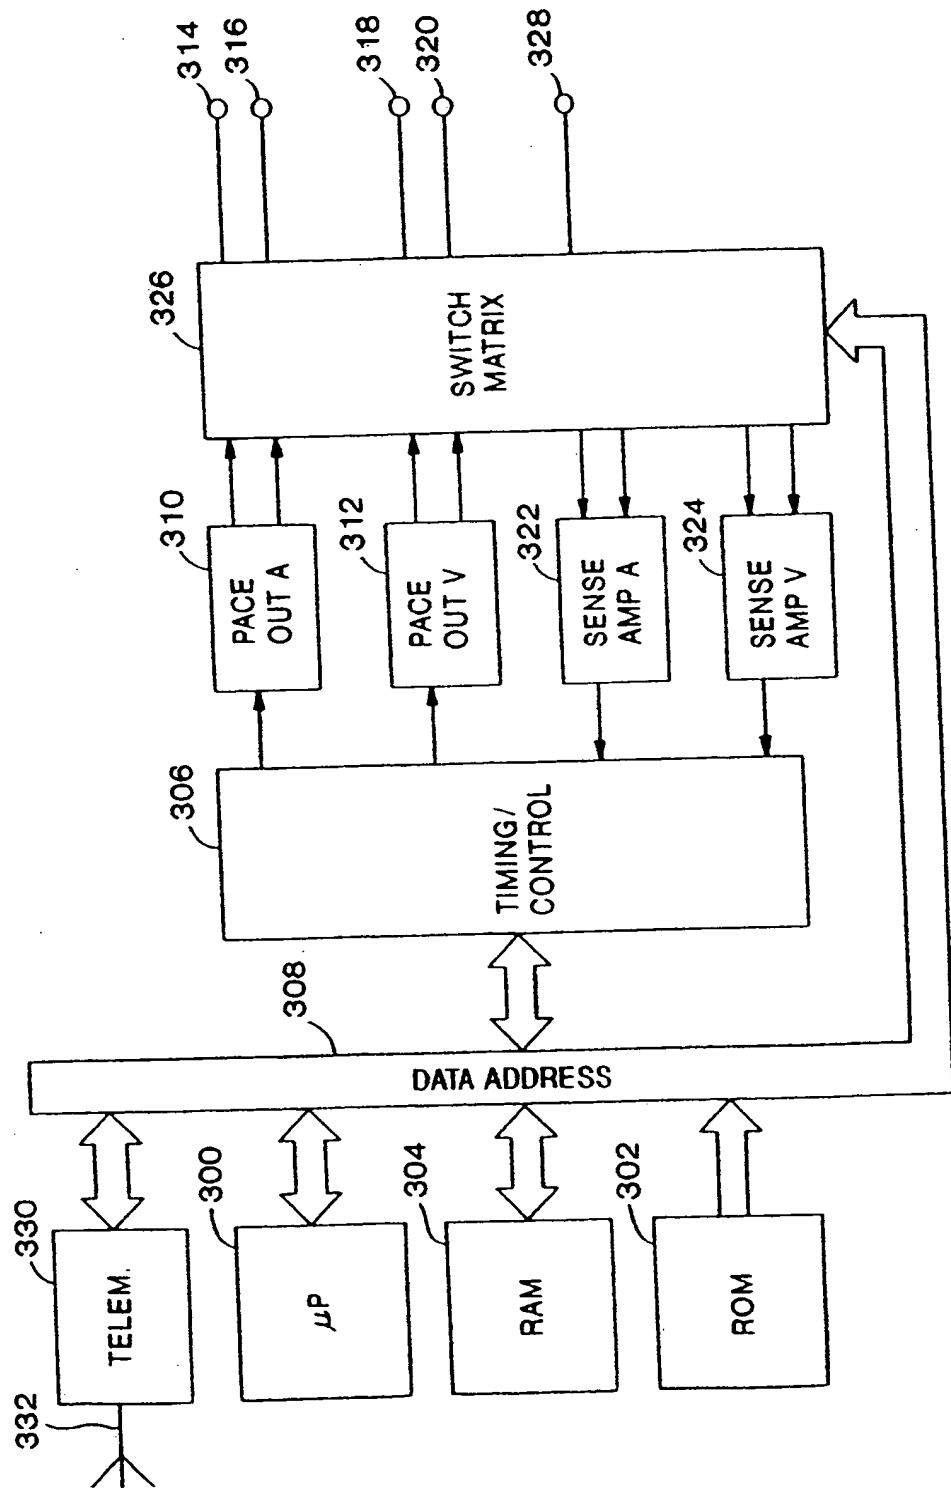 332
330
TELEM.
300
μP
304
RAM
302
ROM
308
DATA ADDRESS
306
TIMING/
CONTROL
310
PACE
OUT A
312
PACE
OUT V
322
SENSE
AMP A
324
SENSE
AMP V
326
SWITCH
MATRIX
314
316
318
320
328